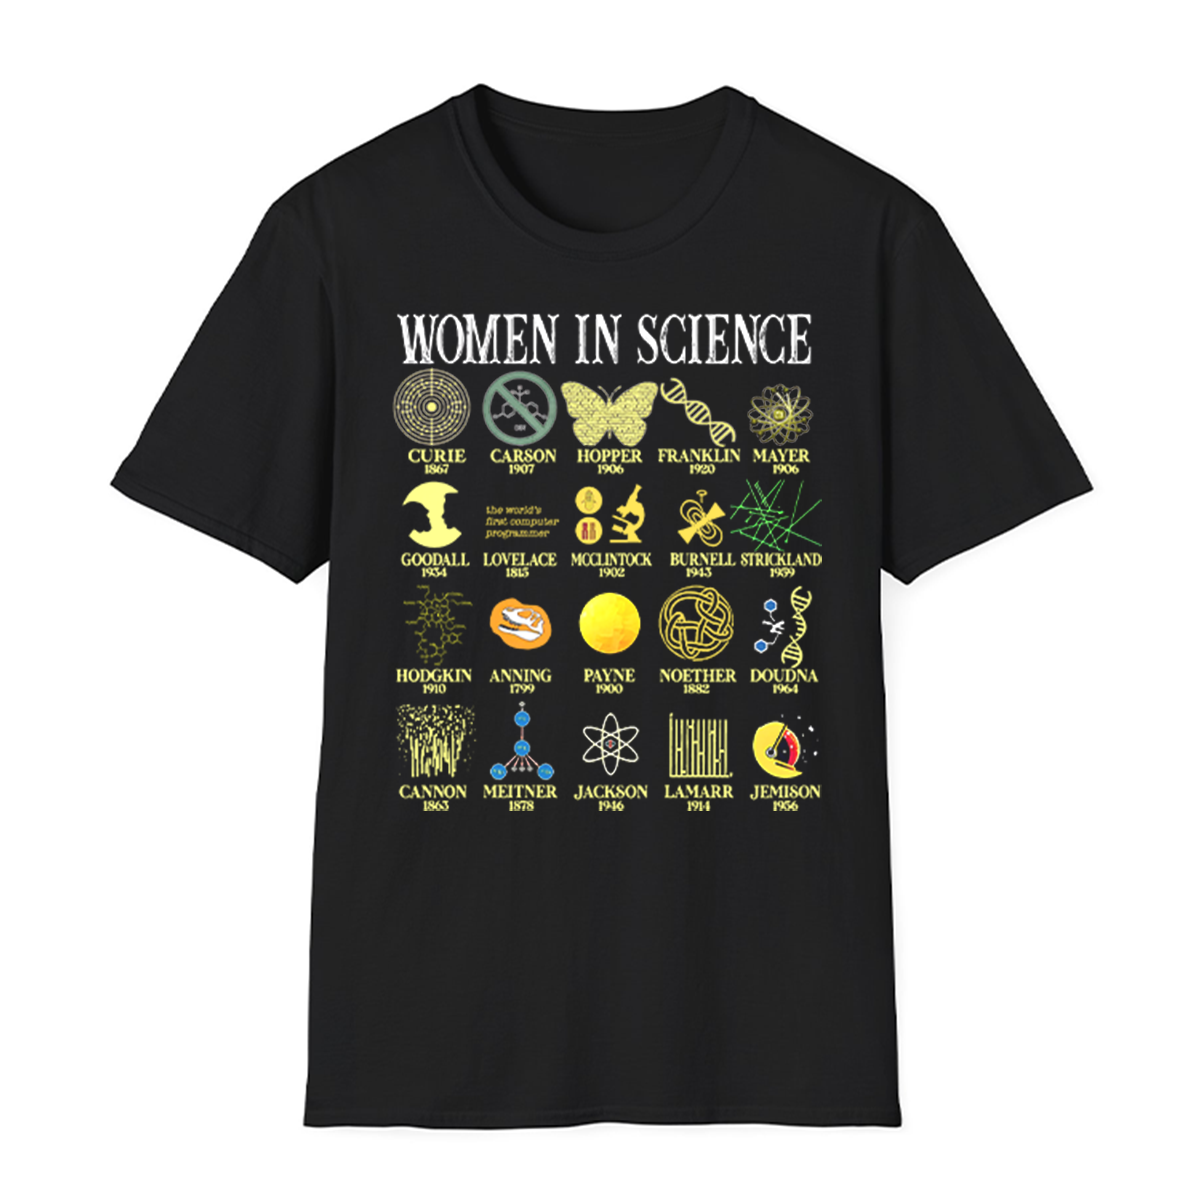 WOMEN IN SCIENCE
CURIE CARSON HOPPER FRANKLIN MAYER
1867 1907 1906 1920 1906
the world's
first computer
programmer
GOODALL LOVELACE MCCLINTOCK BURNELL STRICKLAND
1934 1815 1902 1943 1959
HODGKIN ANNING PAYNE NOETHER DOUDNA
1910 1799 1900 1882 1964
CANNON MEITNER JACKSON LAMARR JEMISON
1863 1878 1946 1914 1956